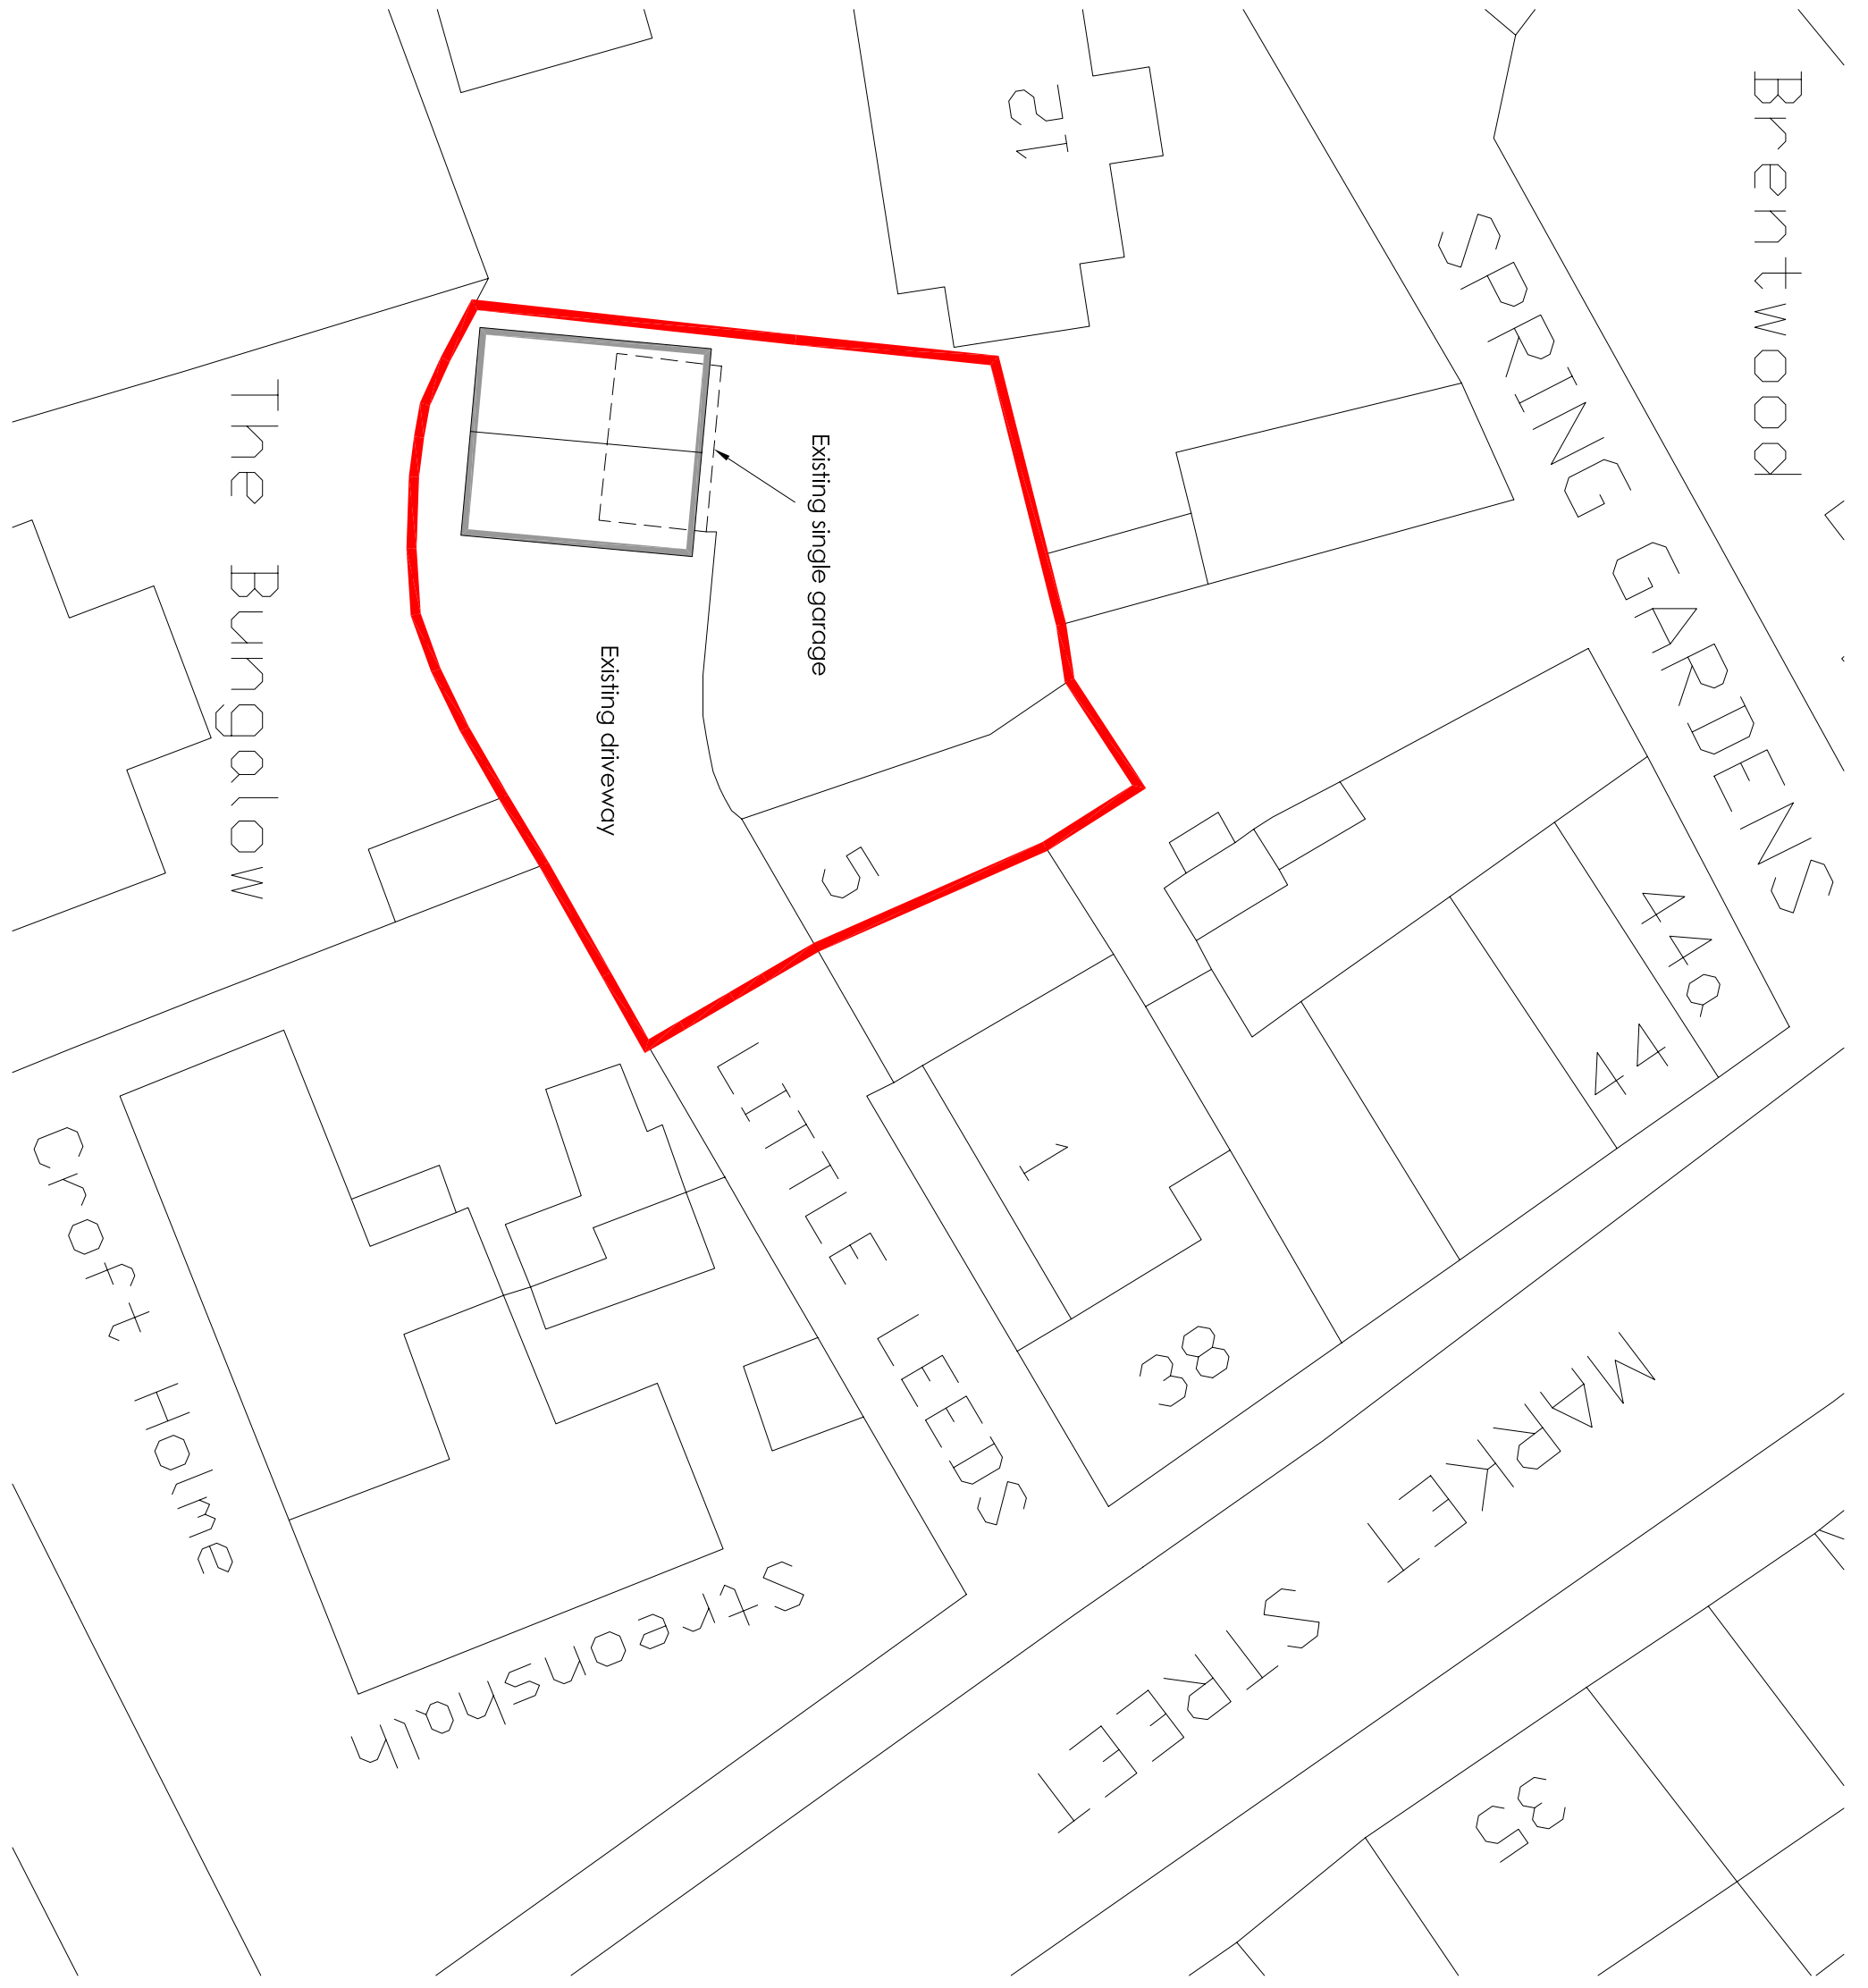 Brentwood
12
SPRING GARDENS
The Bungalow
Existing single garage
Existing driveway
5
44a
44
1
38
LITTLE LEEDS
MARKET STREET
Croft Holme
Streonshalh
35